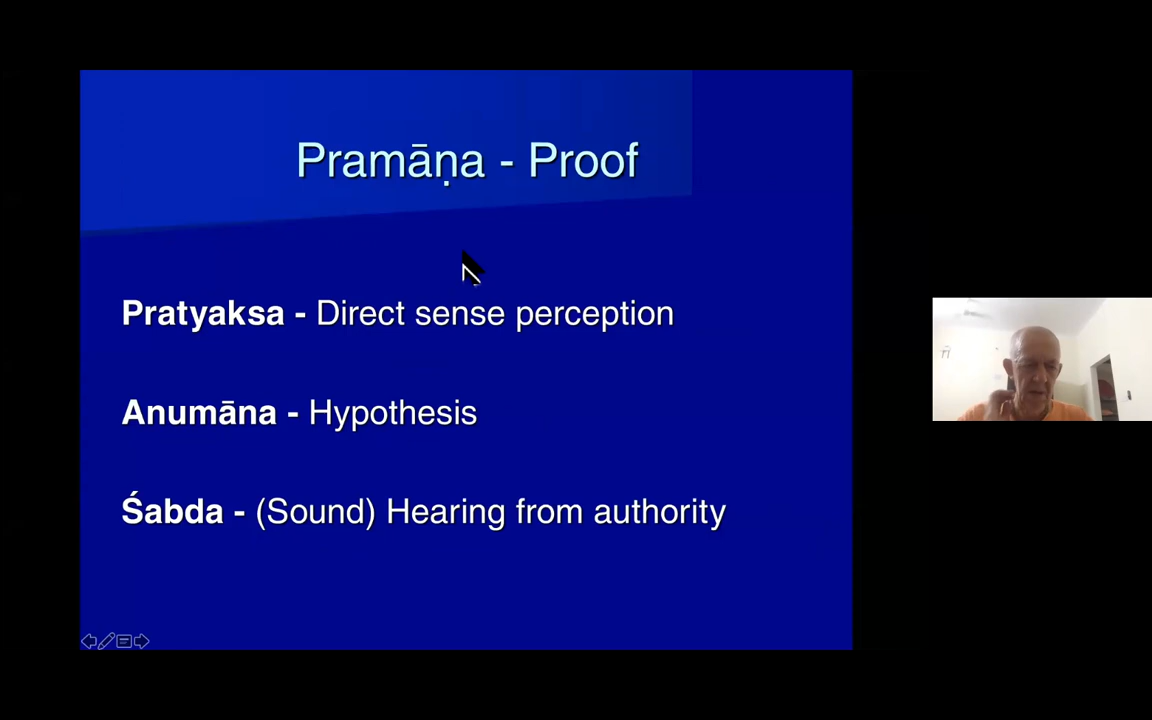 Pramāṇa - Proof
Pratyaksa - Direct sense perception
Anumāna - Hypothesis
Śabda - (Sound) Hearing from authority